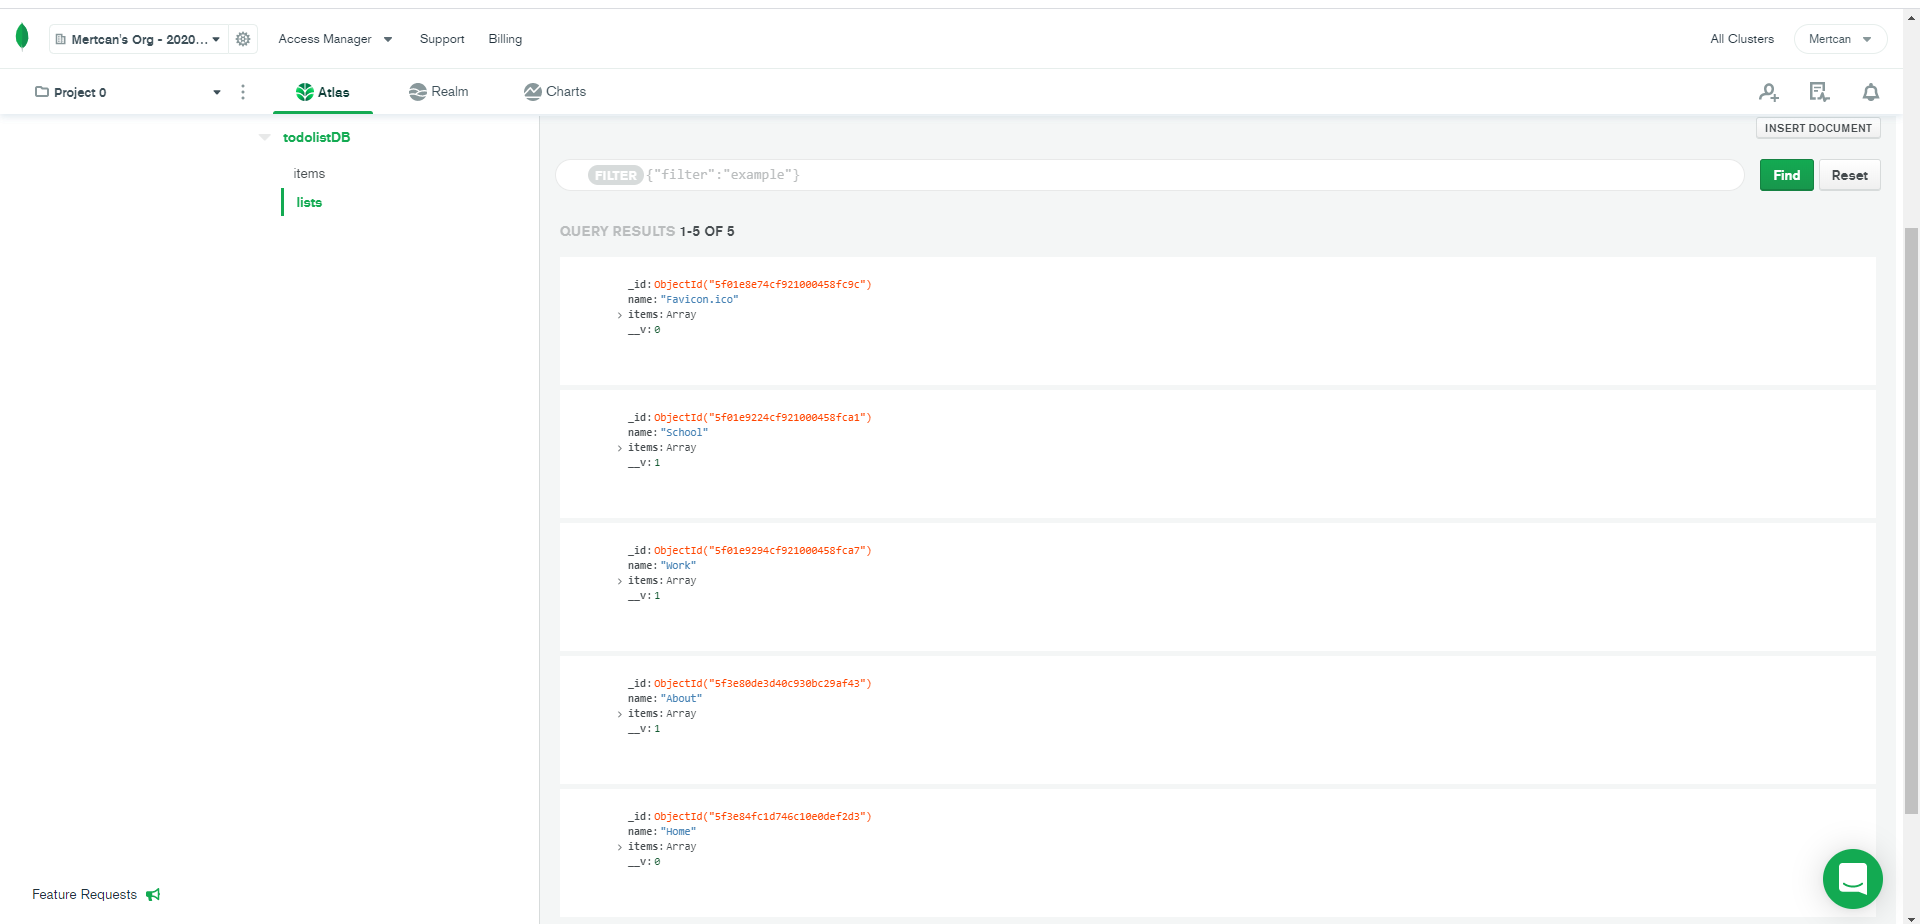 Mertcan's Org - 2020...
Access Manager
Support
Billing
All Clusters
Mertcan
Project 0
Atlas
Realm
Charts
todolistDB
items
lists
INSERT DOCUMENT
FILTER {"filter":"example"}
Find
Reset
QUERY RESULTS 1-5 OF 5
_id:ObjectId("5f01e8e74cf921000458fc9c")
name:"Favicon.ico"
items:Array
__v:0
_id:ObjectId("5f01e9224cf921000458fca1")
name:"School"
items:Array
__v:1
_id:ObjectId("5f01e9294cf921000458fca7")
name:"Work"
items:Array
__v:1
_id:ObjectId("5f3e80de3d40c930bc29af43")
name:"About"
items:Array
__v:1
_id:ObjectId("5f3e84fc1d746c10e0def2d3")
name:"Home"
items:Array
__v:0
Feature Requests